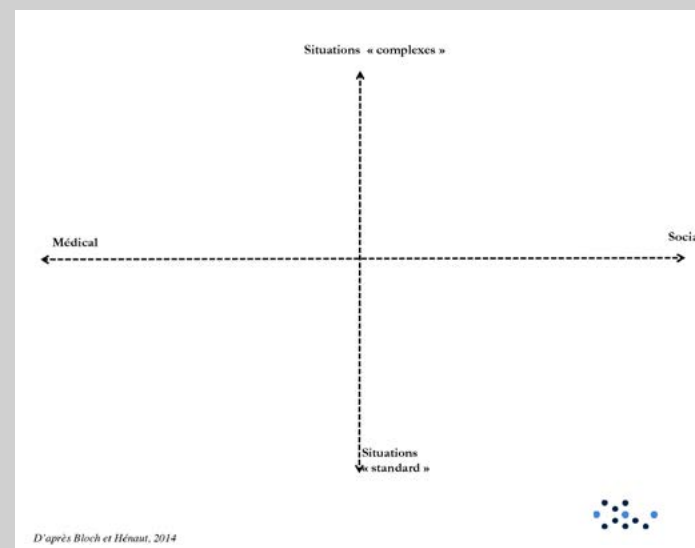 Situations « complexes »
Médical
Socia
Situations
« standard »
D'après Bloch et Hénaut, 2014